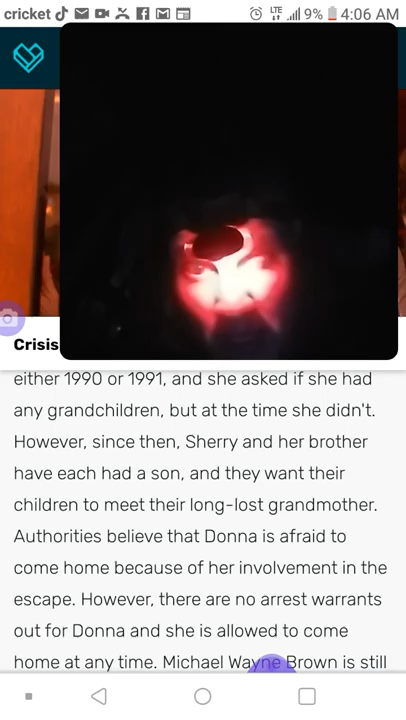 cricket LTE 9% 4:06 AM
Crisis
either 1990 or 1991, and she asked if she had
any grandchildren, but at the time she didn't.
However, since then, Sherry and her brother
have each had a son, and they want their
children to meet their long-lost grandmother.
Authorities believe that Donna is afraid to
come home because of her involvement in the
escape. However, there are no arrest warrants
out for Donna and she is allowed to come
home at any time. Michael Wayne Brown is still